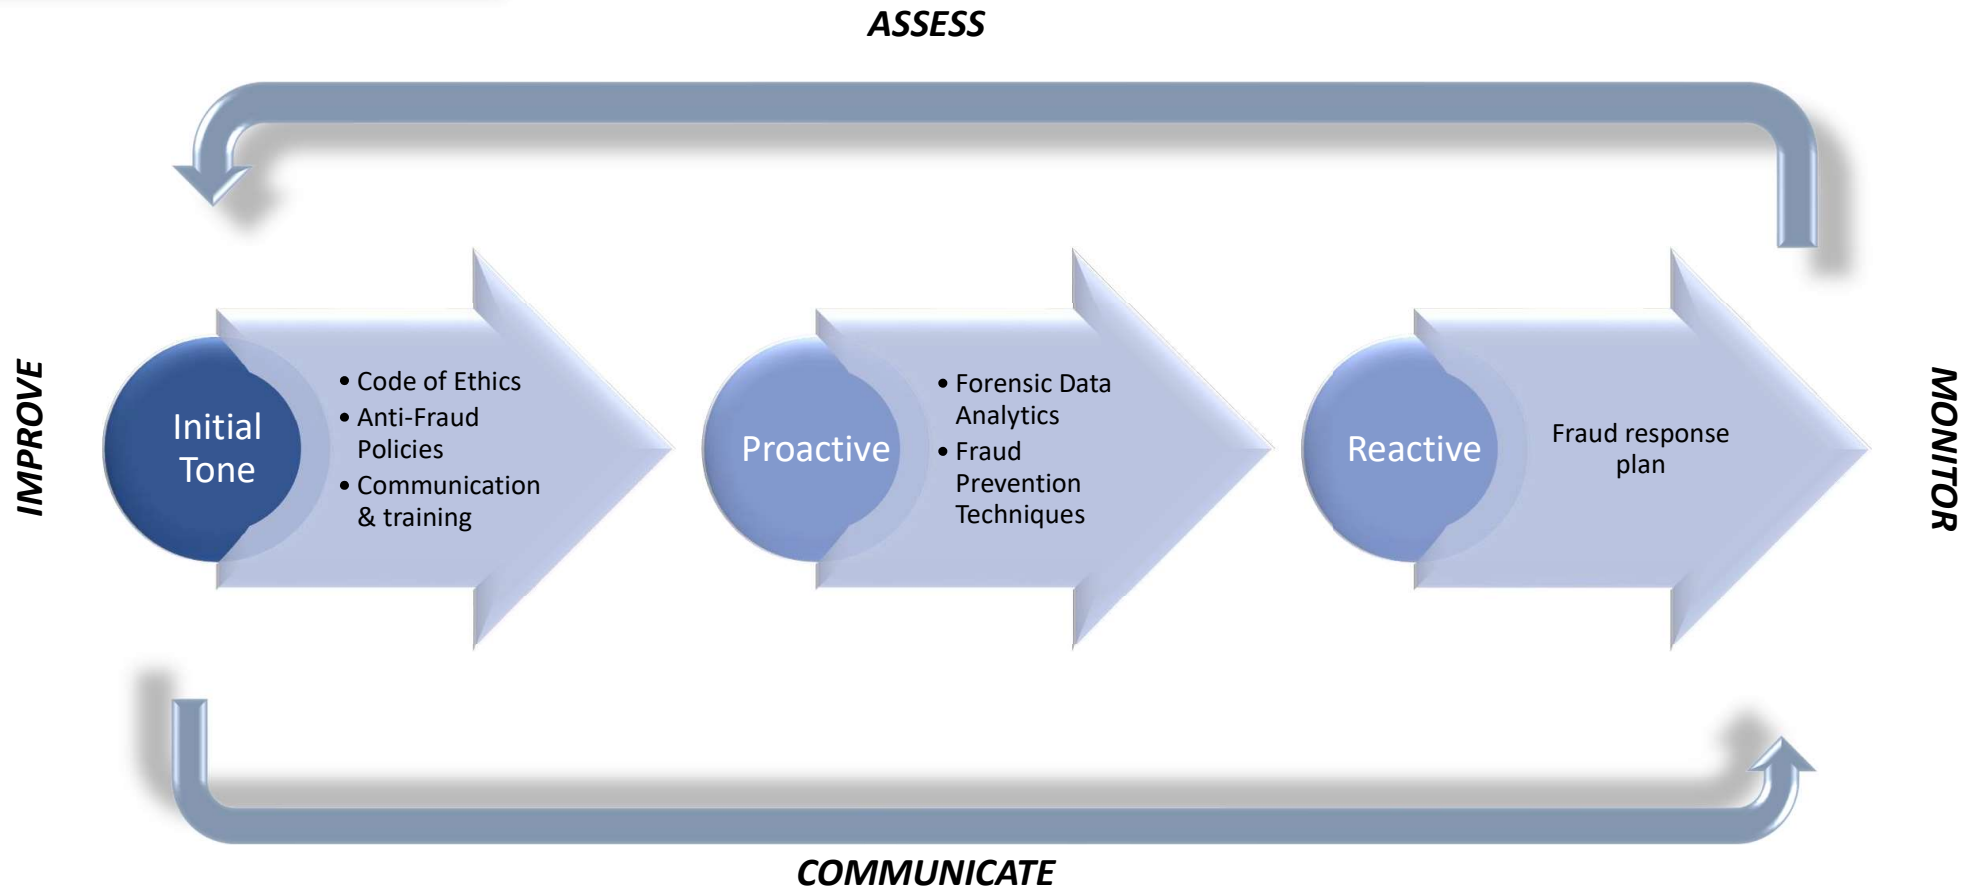 ASSESS
IMPROVE
Initial
Tone
• Code of Ethics
• Anti-Fraud
Policies
• Communication
& training
Proactive
• Forensic Data
Analytics
• Fraud
Prevention
Techniques
Reactive
Fraud response
plan
MONITOR
COMMUNICATE